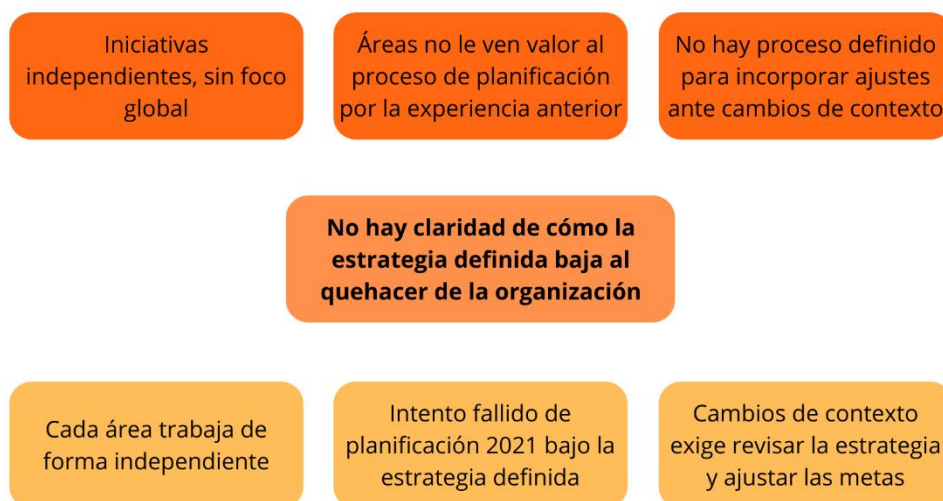 Iniciativas
independientes, sin foco
global
Áreas no le ven valor al
proceso de planificación
por la experiencia anterior
No hay proceso definido
para incorporar ajustes
ante cambios de contexto
No hay claridad de cómo la
estrategia definida baja al
quehacer de la organización
Cada área trabaja de
forma independiente
Intento fallido de
planificación 2021 bajo la
estrategia definida
Cambios de contexto
exige revisar la estrategia
y ajustar las metas